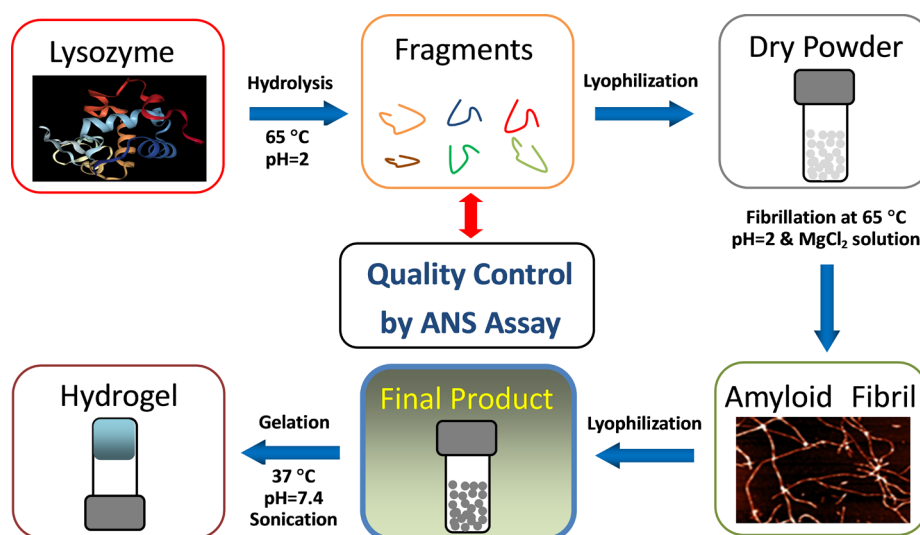 Lysozyme
Hydrolysis
65 °C
pH=2
Fragments
Lyophilization
Dry Powder
Fibrillation at 65 °C
pH=2 & MgCl₂ solution
Quality Control
by ANS Assay
Amyloid Fibril
Lyophilization
Final Product
Gelation
37 °C
pH=7.4
Sonication
Hydrogel